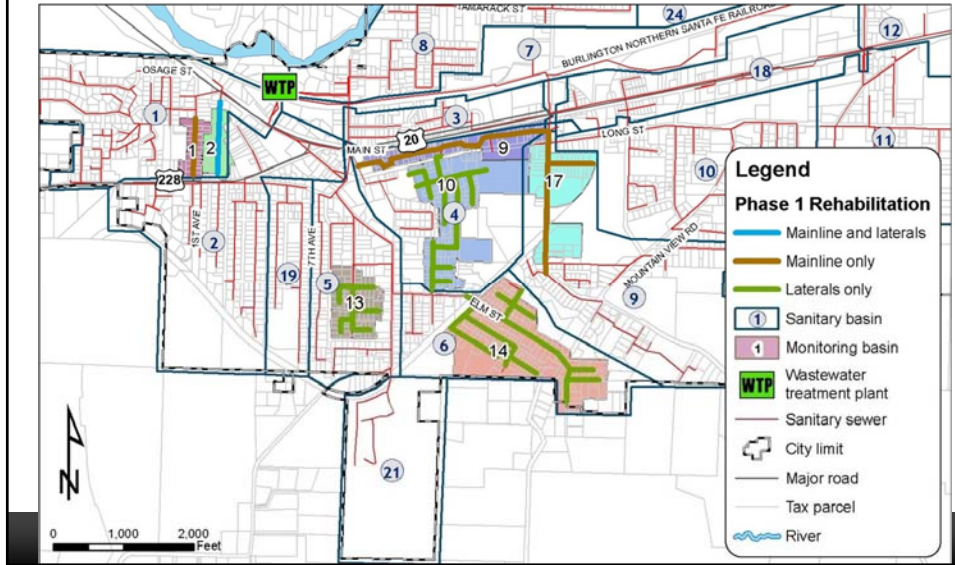 TAMARACK ST
24
12
8
7
BURLINGTON NORTHERN SANTA FE RAILROAD
OSAGE ST
WTP
18
1
3
20
LONG ST
11
MAIN ST
1
2
9
10
228
10
17
4
1ST AVE
2
7TH AVE
MOUNTAIN VIEW RD
19
5
9
13
ELM ST
6
14
21
N
0 1,000 2,000
Feet
Legend
Phase 1 Rehabilitation
Mainline and laterals
Mainline only
Laterals only
1 Sanitary basin
1 Monitoring basin
WTP Wastewater
treatment plant
Sanitary sewer
City limit
Major road
Tax parcel
River